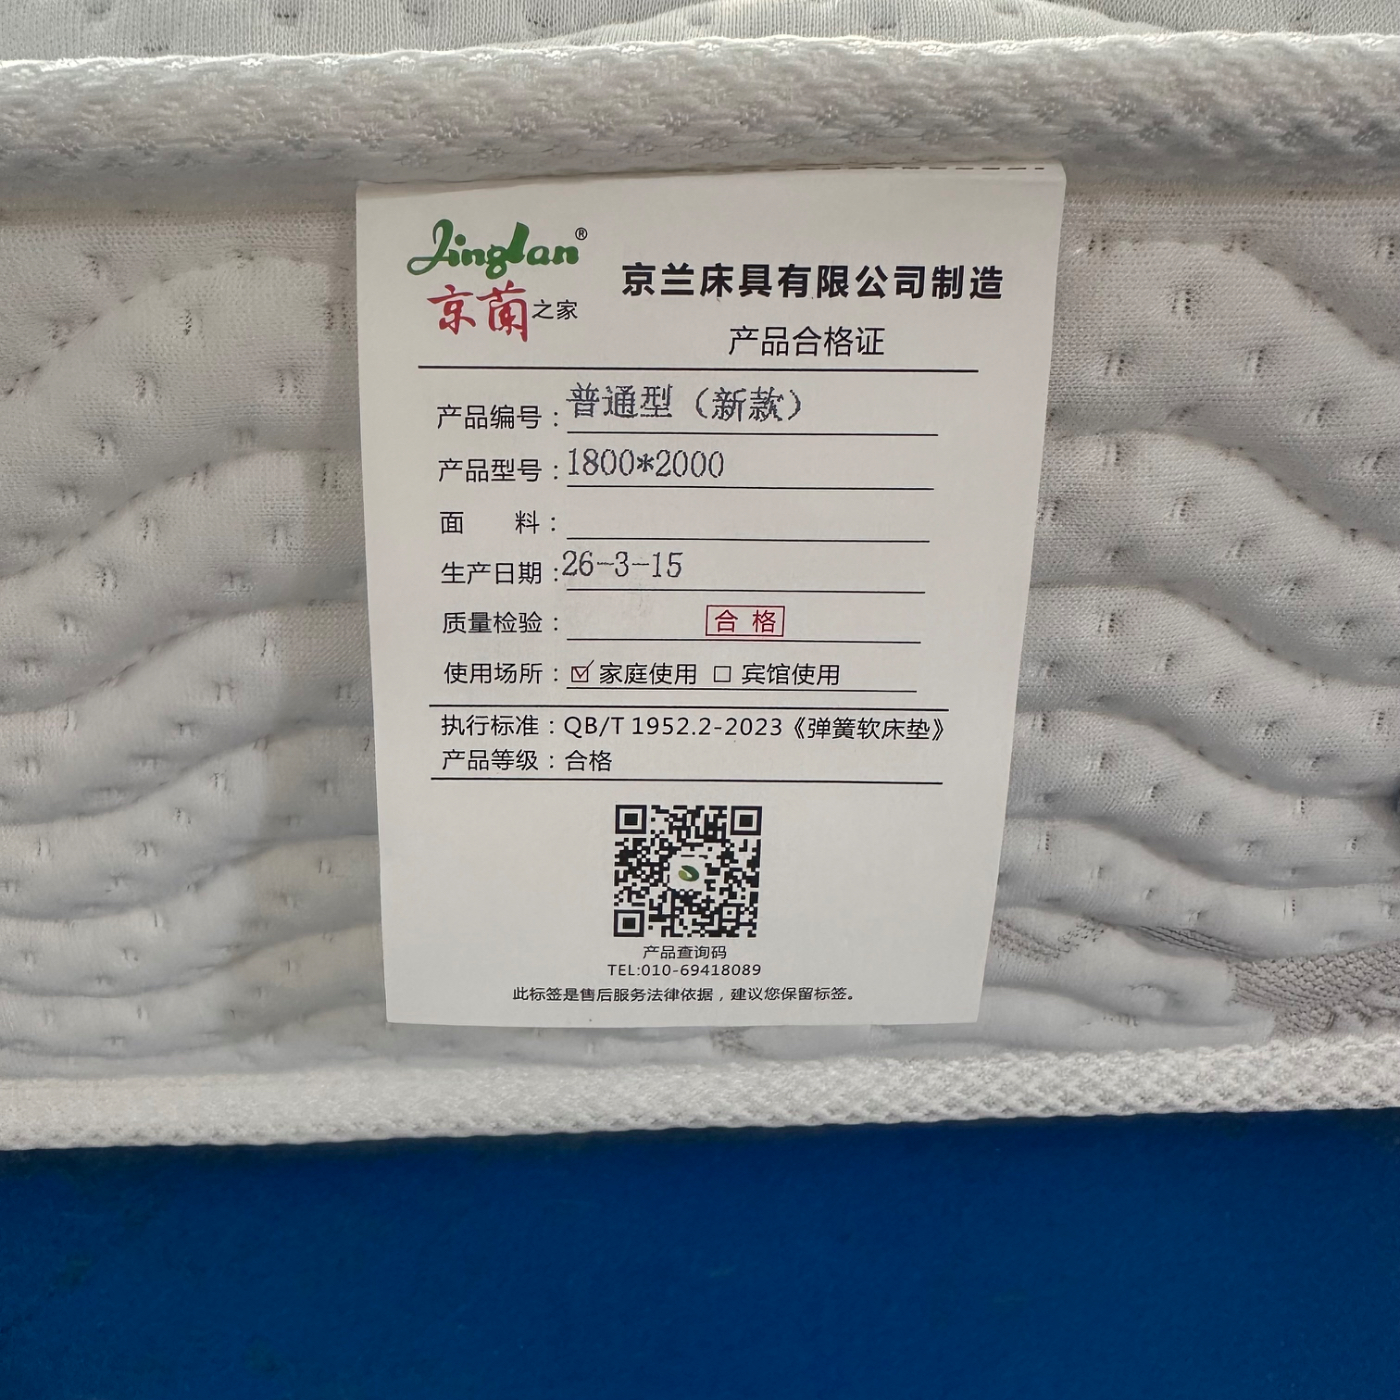 Jinglan®
京蘭之家
京兰床具有限公司制造
产品合格证
产品编号：普通型（新款）
产品型号：1800*2000
面 料：
生产日期：26-3-15
质量检验： 合 格
使用场所：☑ 家庭使用 □ 宾馆使用
执行标准：QB/T 1952.2-2023《弹簧软床垫》
产品等级：合格
产品查询码
TEL:010-69418089
此标签是售后服务法律依据，建议您保留标签。